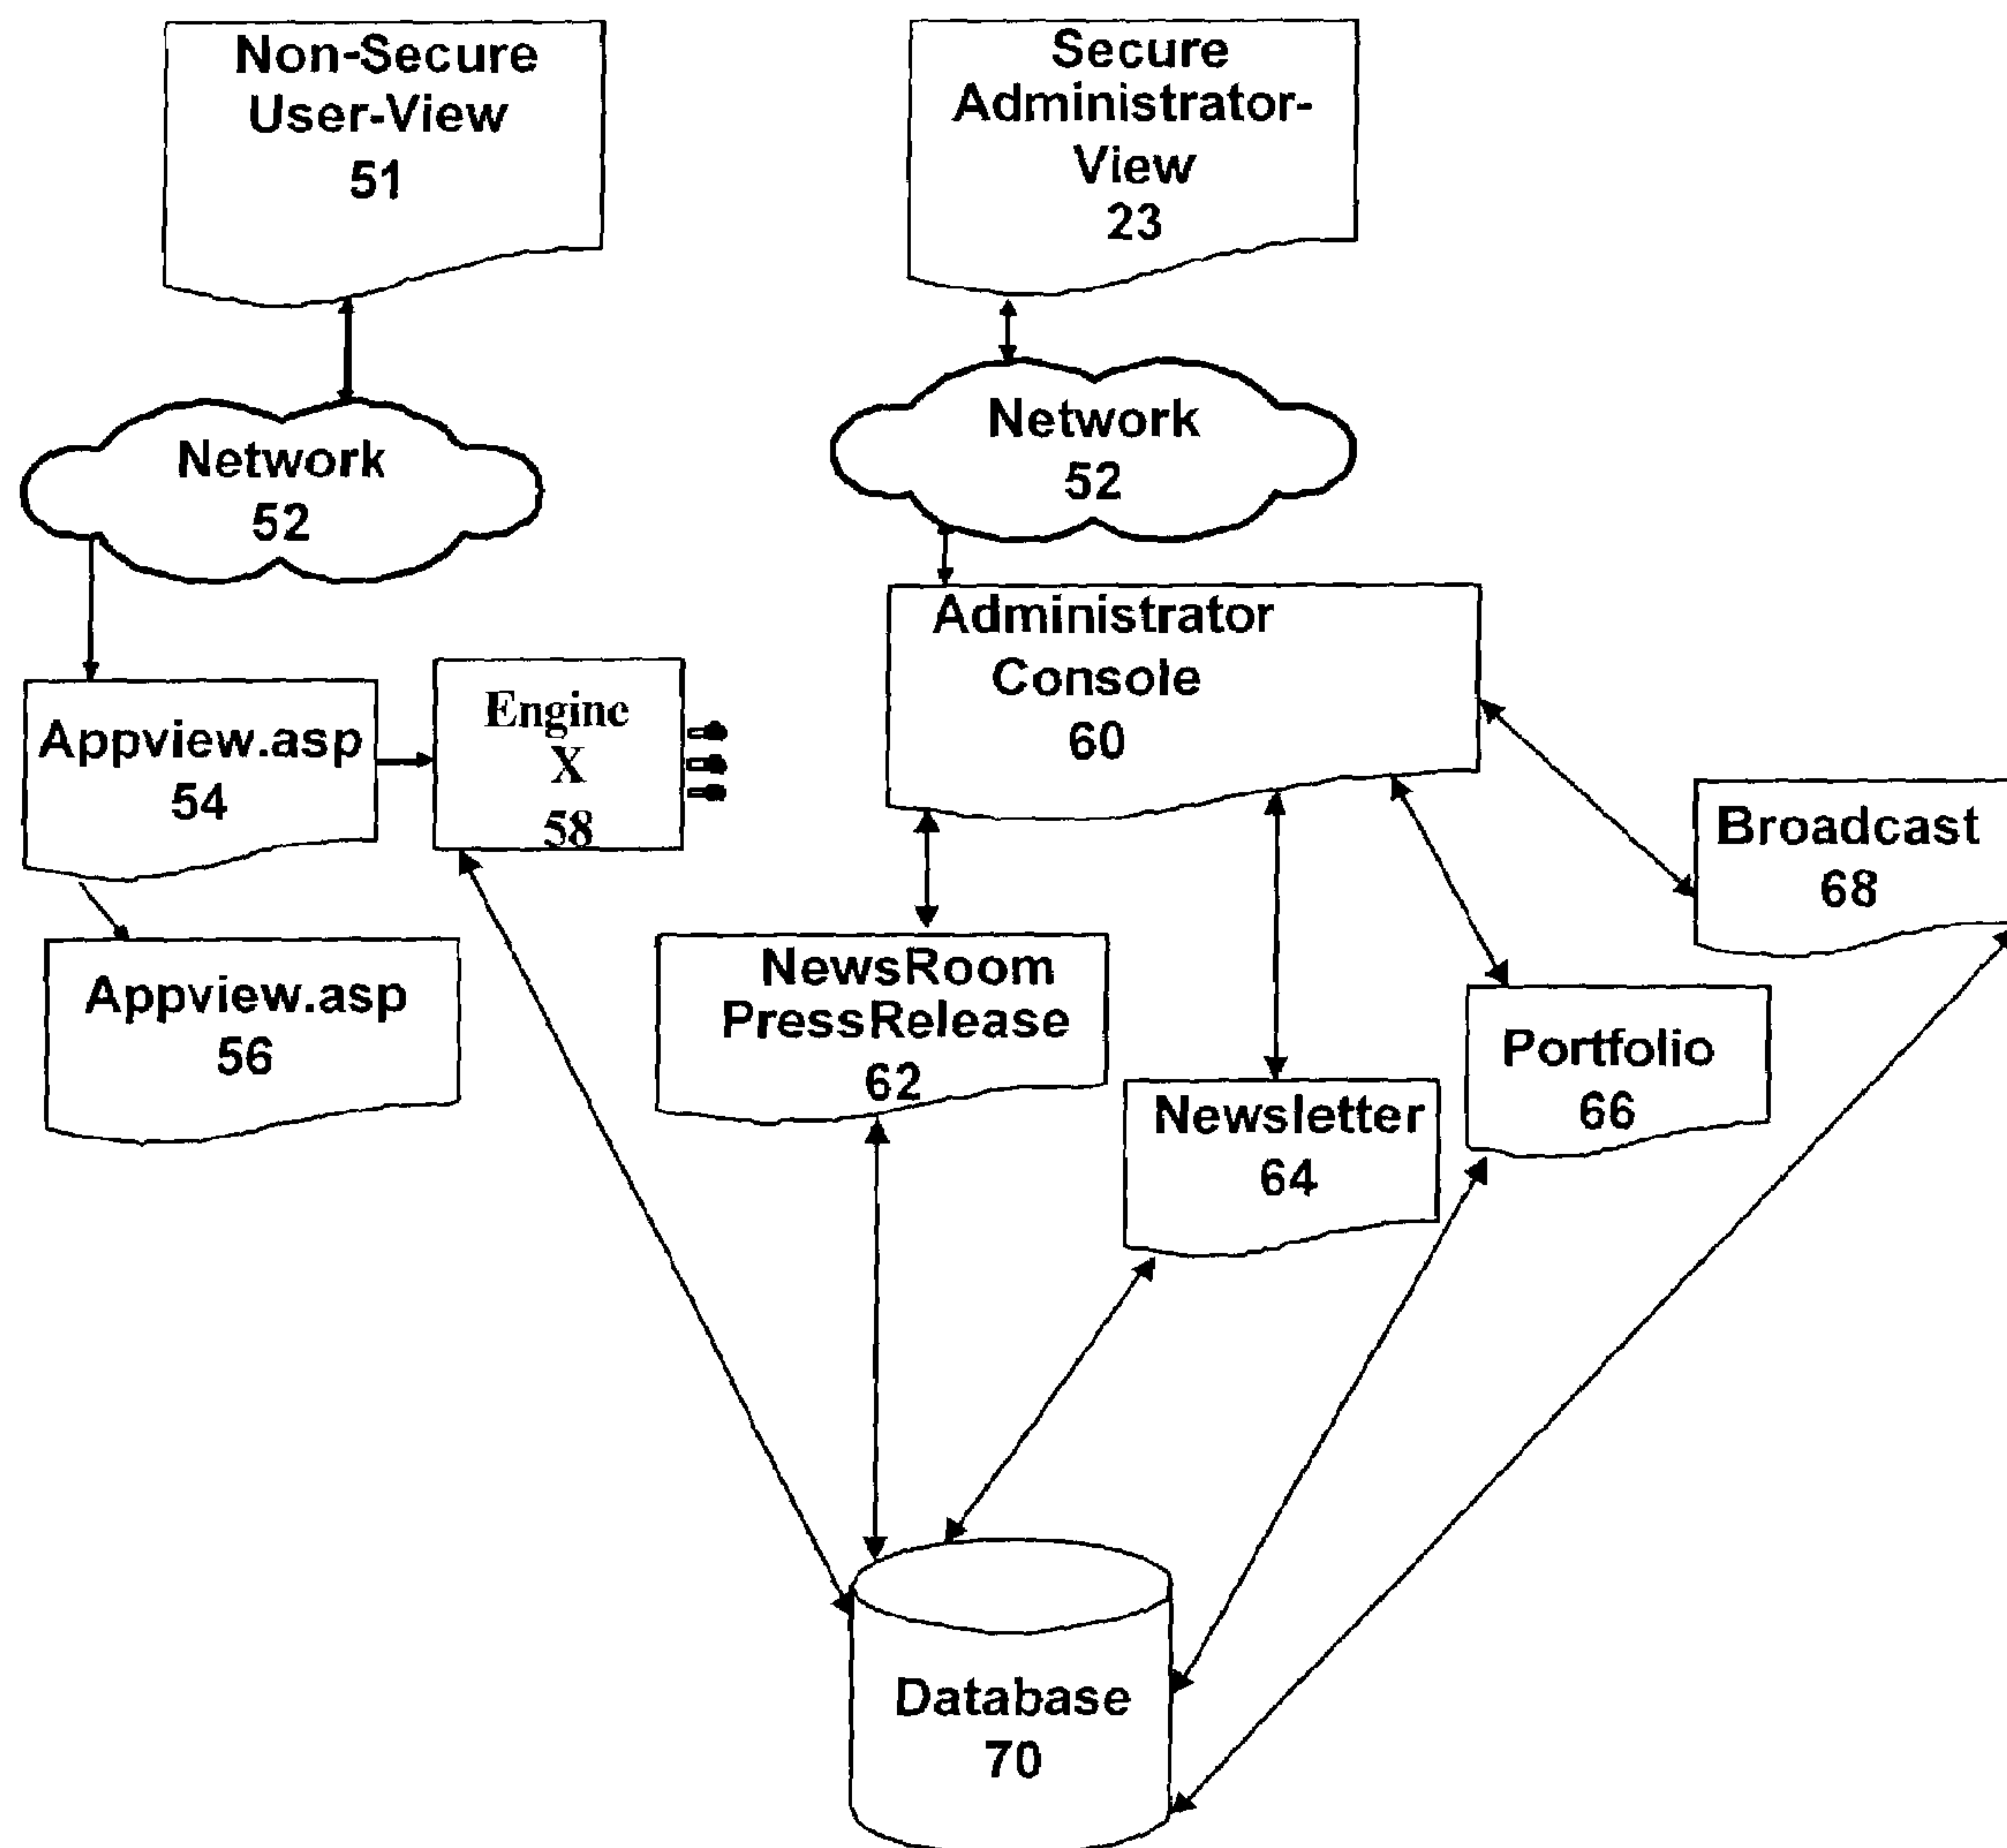 Non-Secure
User-View
51
Secure
Administrator-
View
23
Network
52
Network
52
Administrator
Console
60
Appview.asp
54
Engine
X
58
Broadcast
68
Appview.asp
56
NewsRoom
PressRelease
62
Newsletter
64
Portfolio
66
Database
70